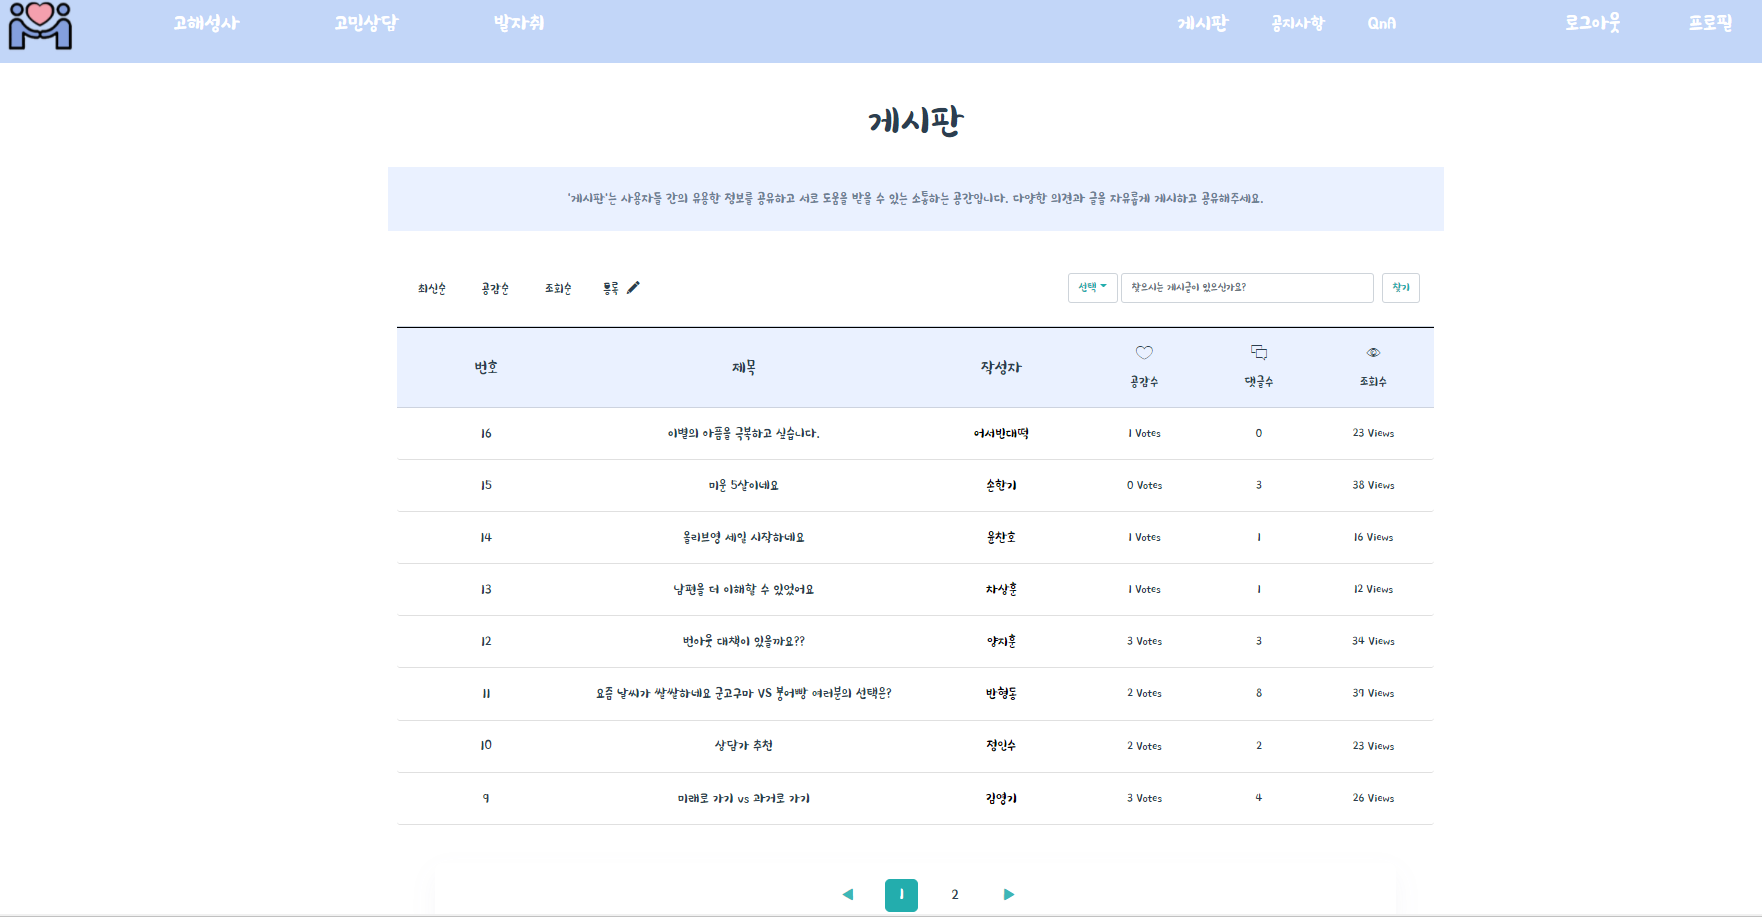 고해성사 고민상담 발자취 게시판 공지사항 QnA 로그아웃 프로필
게시판
'게시판'는 사용자들 간의 유용한 정보를 공유하고 서로 도움을 받을 수 있는 소통하는 공간입니다. 다양한 의견과 글을 자유롭게 게시하고 공유해주세요.
최신순 공감순 조회순 등록 선택 찾으시는 게시글이 있으신가요? 찾기
번호 제목 작성자 공감수 댓글수 조회수
16 이별의 아픔을 극복하고 싶습니다. 어서반대떡 1 Votes 0 23 Views
15 미운 5살이네요 손한기 0 Votes 3 38 Views
14 올리브영 세일 시작하네요 윤찬호 1 Votes 1 16 Views
13 남편을 더 이해할 수 있었어요 차상훈 1 Votes 1 12 Views
12 번아웃 대책이 있을까요?? 양지훈 3 Votes 3 34 Views
11 요즘 날씨가 쌀쌀하네요 군고구마 VS 붕어빵 여러분의 선택은? 반형동 2 Votes 8 39 Views
10 상담가 추천 정인수 2 Votes 2 23 Views
9 미래로 가기 vs 과거로 가기 김영기 3 Votes 4 26 Views
1 2